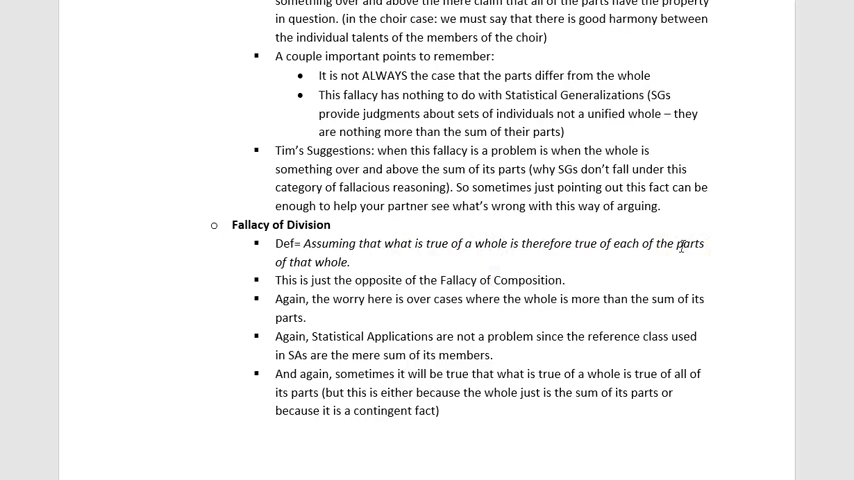 something over and above the mere claim that all of the parts have the property
in question. (in the choir case: we must say that there is good harmony between
the individual talents of the members of the choir)
▪ A couple important points to remember:
• It is not ALWAYS the case that the parts differ from the whole
• This fallacy has nothing to do with Statistical Generalizations (SGs
provide judgments about sets of individuals not a unified whole – they
are nothing more than the sum of their parts)
▪ Tim’s Suggestions: when this fallacy is a problem is when the whole is
something over and above the sum of its parts (why SGs don’t fall under this
category of fallacious reasoning). So sometimes just pointing out this fact can be
enough to help your partner see what’s wrong with this way of arguing.
o Fallacy of Division
▪ Def= Assuming that what is true of a whole is therefore true of each of the parts
of that whole.
▪ This is just the opposite of the Fallacy of Composition.
▪ Again, the worry here is over cases where the whole is more than the sum of its
parts.
▪ Again, Statistical Applications are not a problem since the reference class used
in SAs are the mere sum of its members.
▪ And again, sometimes it will be true that what is true of a whole is true of all of
its parts (but this is either because the whole just is the sum of its parts or
because it is a contingent fact)